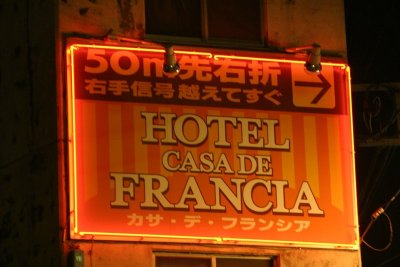 50m先右折
右手信号越えてすぐ
HOTEL
CASA DE
FRANCIA
カサ・デ・フランシア